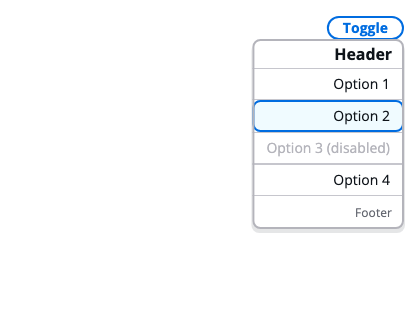 Toggle
Header
Option 1
Option 2
Option 3 (disabled)
Option 4
Footer